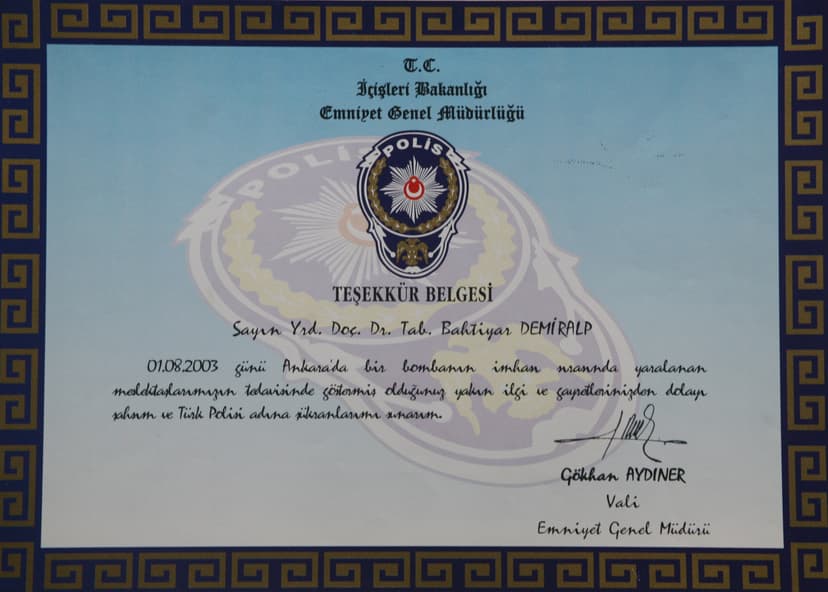 T.C.
İçişleri Bakanlığı
Emniyet Genel Müdürlüğü
POLİS
POLİS
TEŞEKKÜR BELGESİ
Sayın Yrd. Doç. Dr. Tab. Bahtiyar DEMİRALP
01.08.2003 günü Ankara'da bir bombanın imhası sırasında yaralanan
meslektaşlarımızın tedavisinde göstermiş olduğunuz yakın ilgi ve gayretlerinizden dolayı
şahsım ve Türk Polisi adına şükranlarımı sunarım.
Gökhan AYDINER
Vali
Emniyet Genel Müdürü